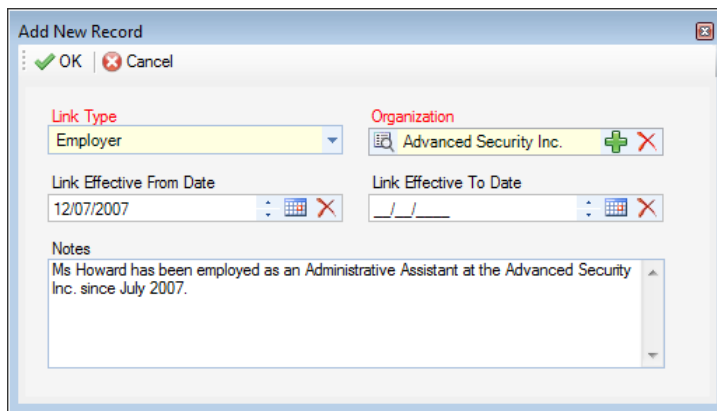 Add New Record
OK Cancel
Link Type Organization
Employer Advanced Security Inc.
Link Effective From Date Link Effective To Date
12/07/2007 __/__/____
Notes
Ms Howard has been employed as an Administrative Assistant at the Advanced Security
Inc. since July 2007.